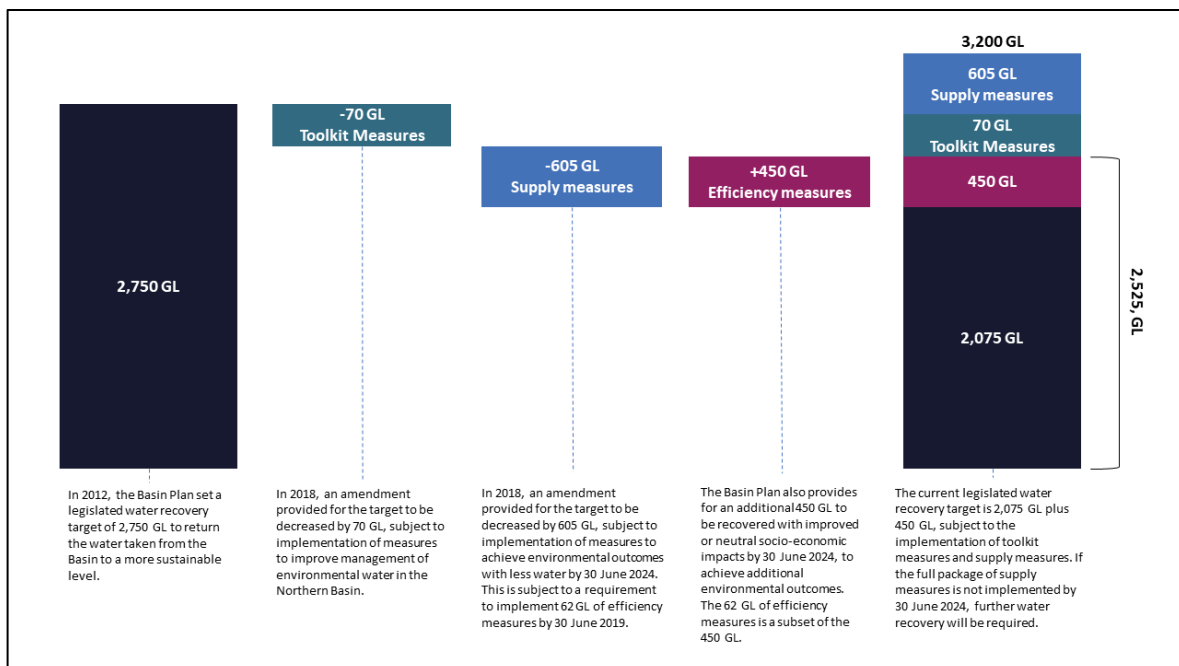 2,750 GL
-70 GL
Toolkit Measures
-605 GL
Supply measures
+450 GL
Efficiency measures
3,200 GL
605 GL
Supply measures
70 GL
Toolkit Measures
450 GL
2,075 GL
2,525, GL
In 2012, the Basin Plan set a
legislated water recovery
target of 2,750 GL to return
the water taken from the
Basin to a more sustainable
level.
In 2018, an amendment
provided for the target to be
decreased by 70 GL, subject to
implementation of measures
to improve management of
environmental water in the
Northern Basin.
In 2018, an amendment
provided for the target to be
decreased by 605 GL, subject to
implementation of measures to
achieve environmental outcomes
with less water by 30 June 2024.
This is subject to a requirement
to implement 62 GL of efficiency
measures by 30 June 2019.
The Basin Plan also provides
for an additional 450 GL to
be recovered with improved
or neutral socio-economic
impacts by 30 June 2024, to
achieve additional
environmental outcomes.
The 62 GL of efficiency
measures is a subset of the
450 GL.
The current legislated water
recovery target is 2,075 GL plus
450 GL, subject to the
implementation of toolkit
measures and supply measures. If
the full package of supply
measures is not implemented by
30 June 2024, further water
recovery will be required.